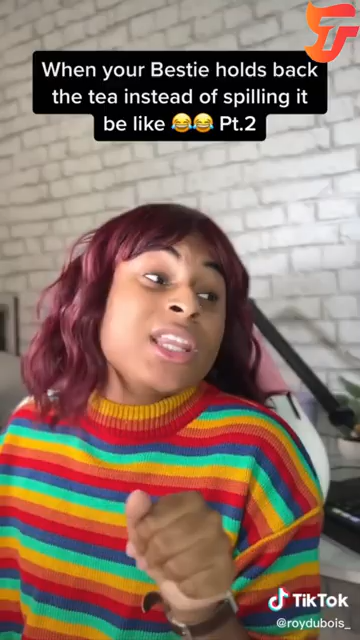 When your Bestie holds back
the tea instead of spilling it
be like 😂😂 Pt.2
TikTok
@roydubois_